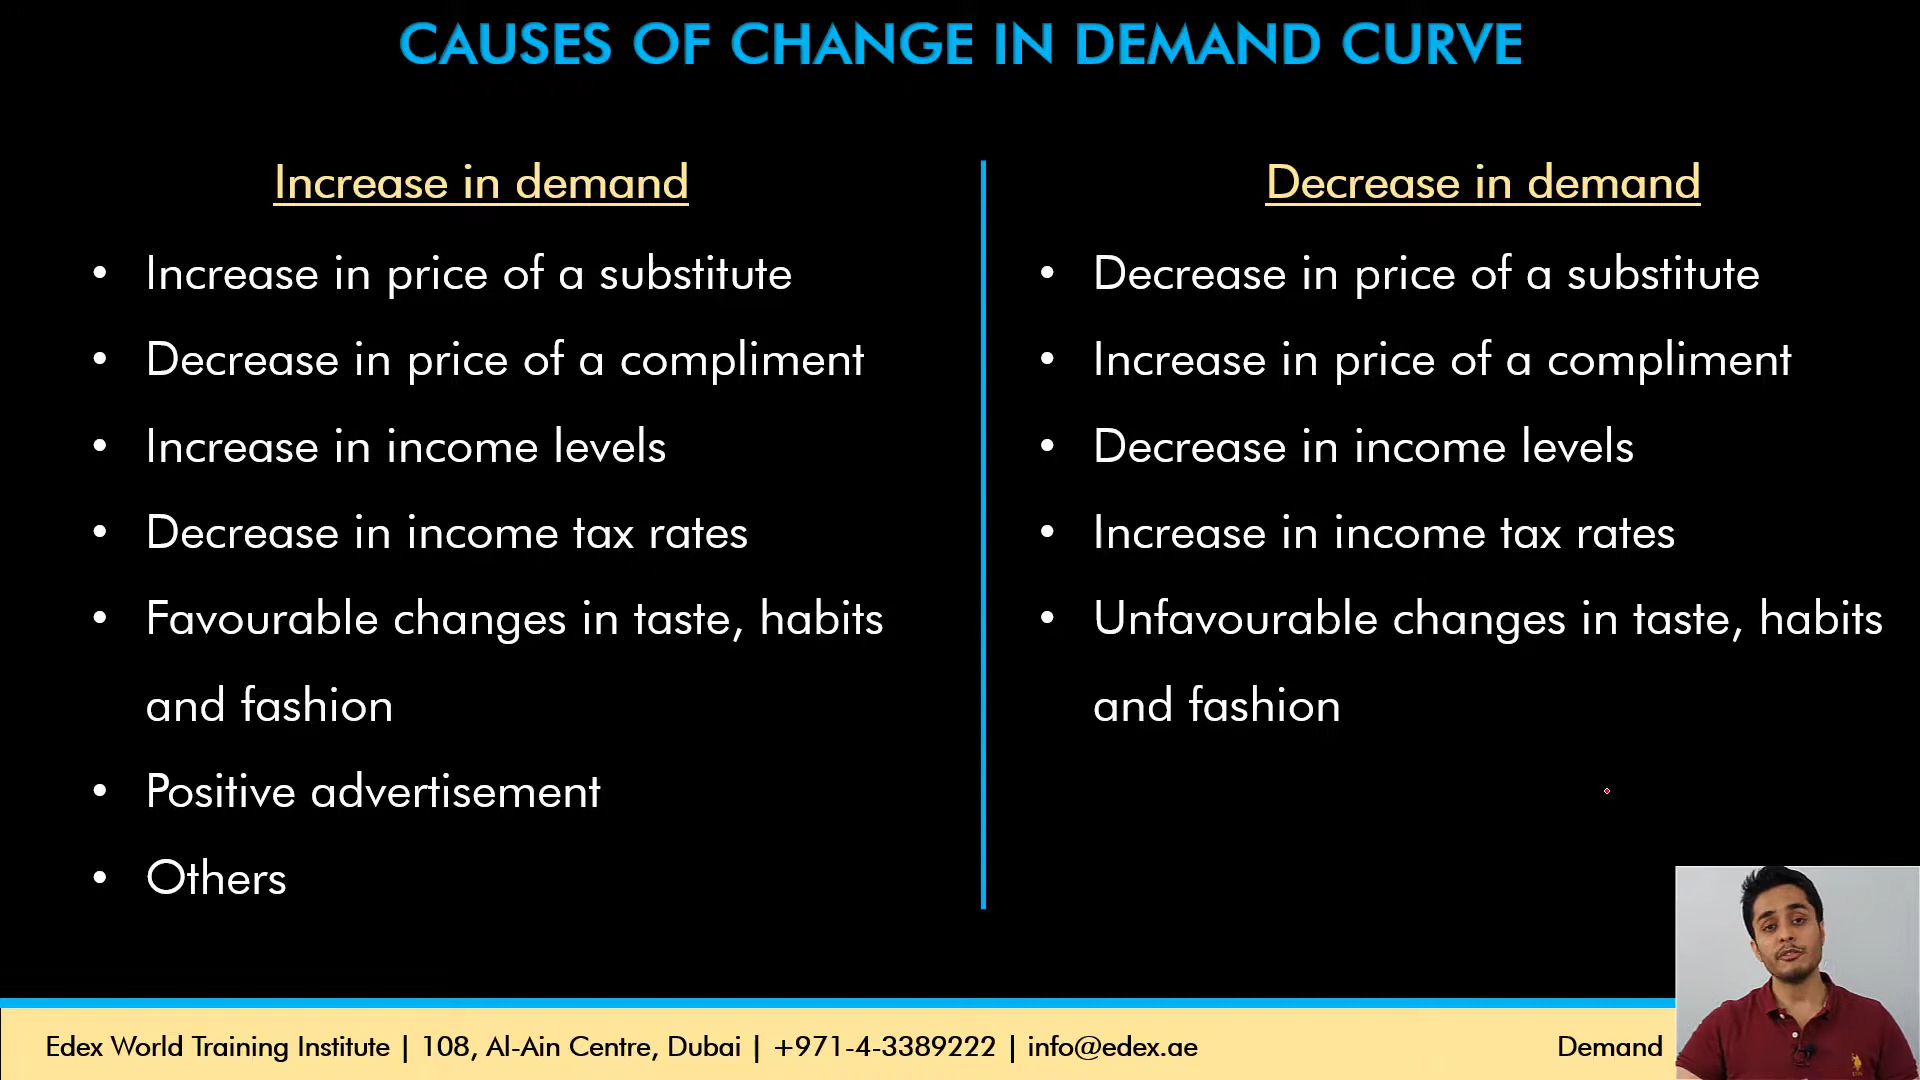 CAUSES OF CHANGE IN DEMAND CURVE
Increase in demand
• Increase in price of a substitute
• Decrease in price of a compliment
• Increase in income levels
• Decrease in income tax rates
• Favourable changes in taste, habits
and fashion
• Positive advertisement
• Others
Decrease in demand
• Decrease in price of a substitute
• Increase in price of a compliment
• Decrease in income levels
• Increase in income tax rates
• Unfavourable changes in taste, habits
and fashion
Edex World Training Institute | 108, Al-Ain Centre, Dubai | +971-4-3389222 | info@edex.ae
Demand